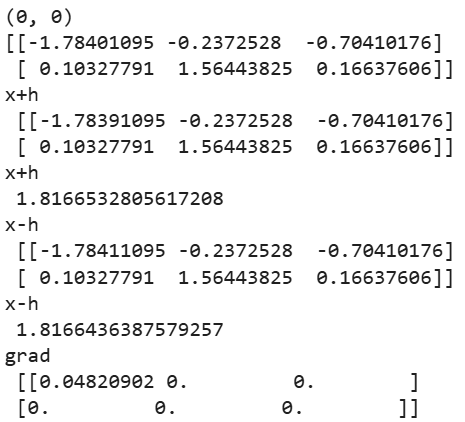 (0, 0)
[[-1.78401095 -0.2372528  -0.70410176]
 [ 0.10327791  1.56443825  0.16637606]]
x+h
 [[-1.78391095 -0.2372528  -0.70410176]
 [ 0.10327791  1.56443825  0.16637606]]
x+h
 1.8166532805617208
x-h
 [[-1.78411095 -0.2372528  -0.70410176]
 [ 0.10327791  1.56443825  0.16637606]]
x-h
 1.8166436387579257
grad
 [[0.04820902 0.         0.        ]
 [0.         0.         0.        ]]